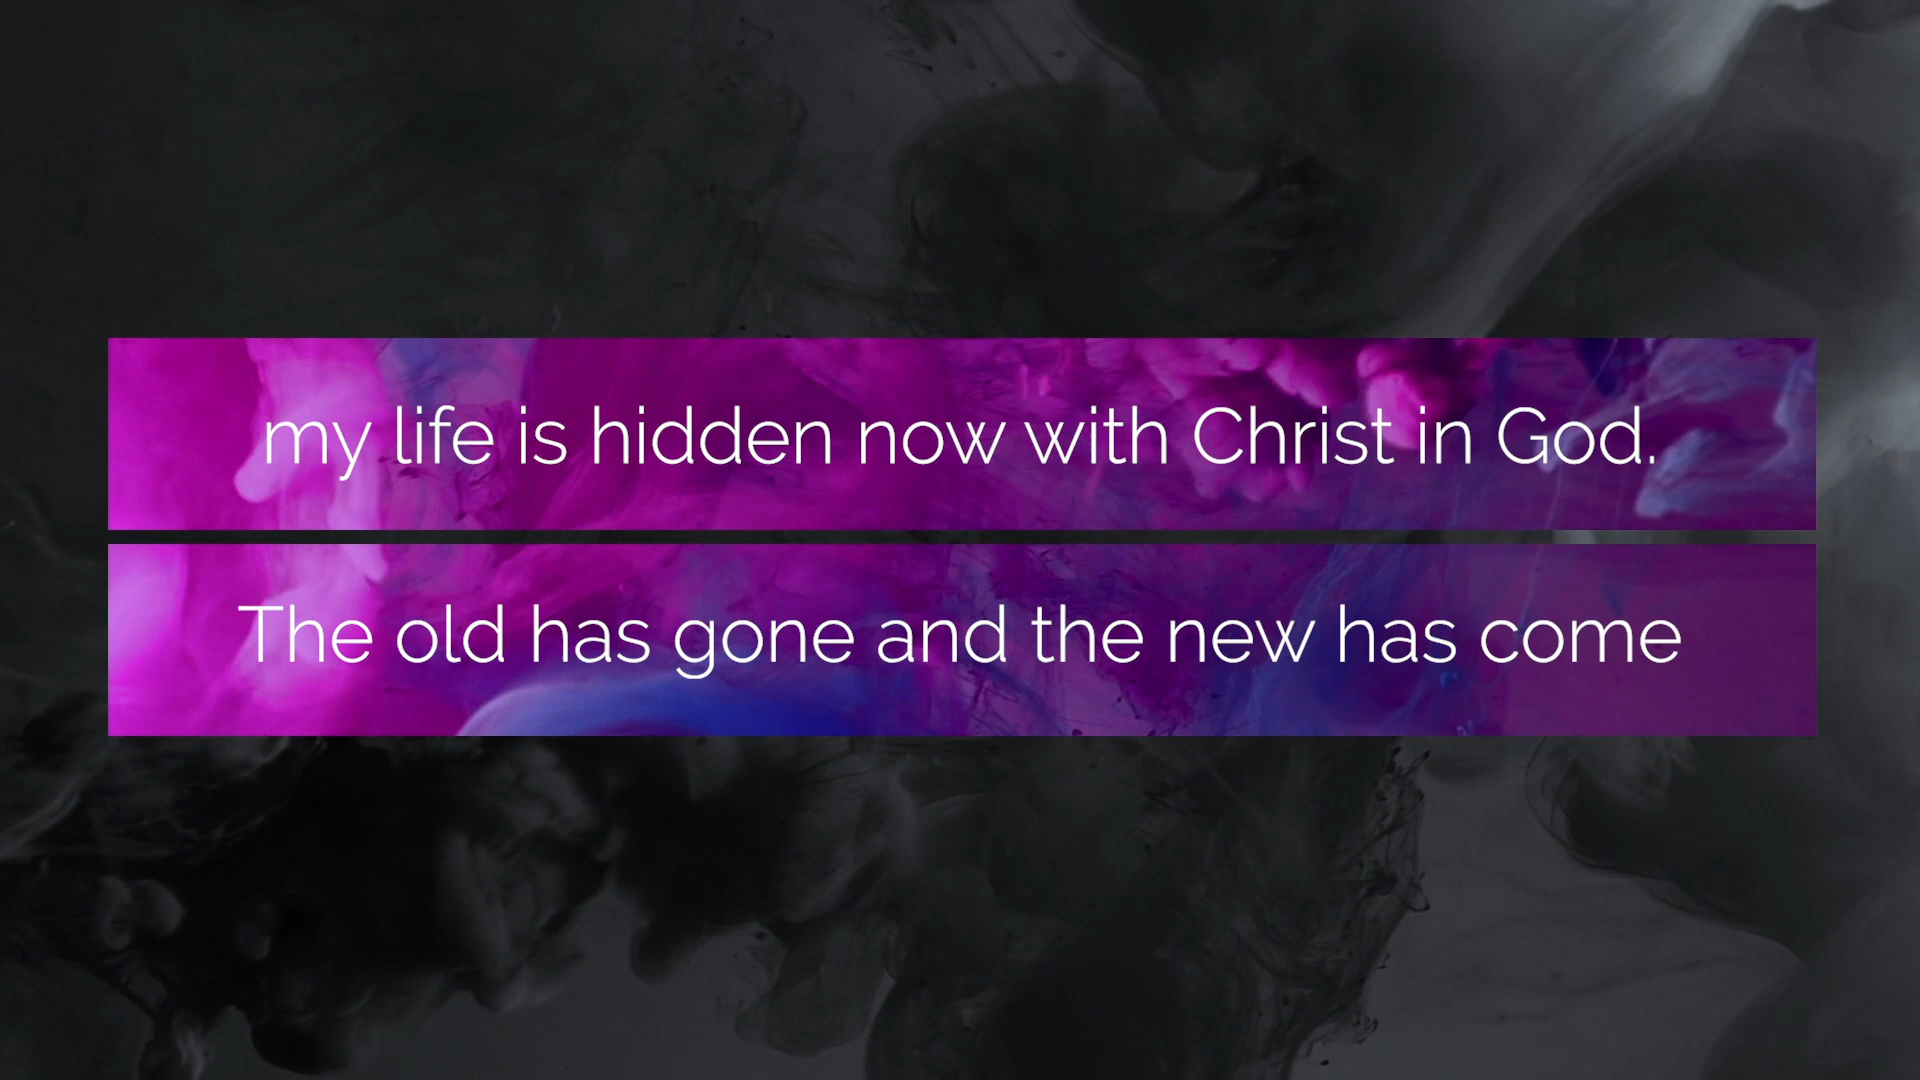 my life is hidden now with Christ in God.
The old has gone and the new has come